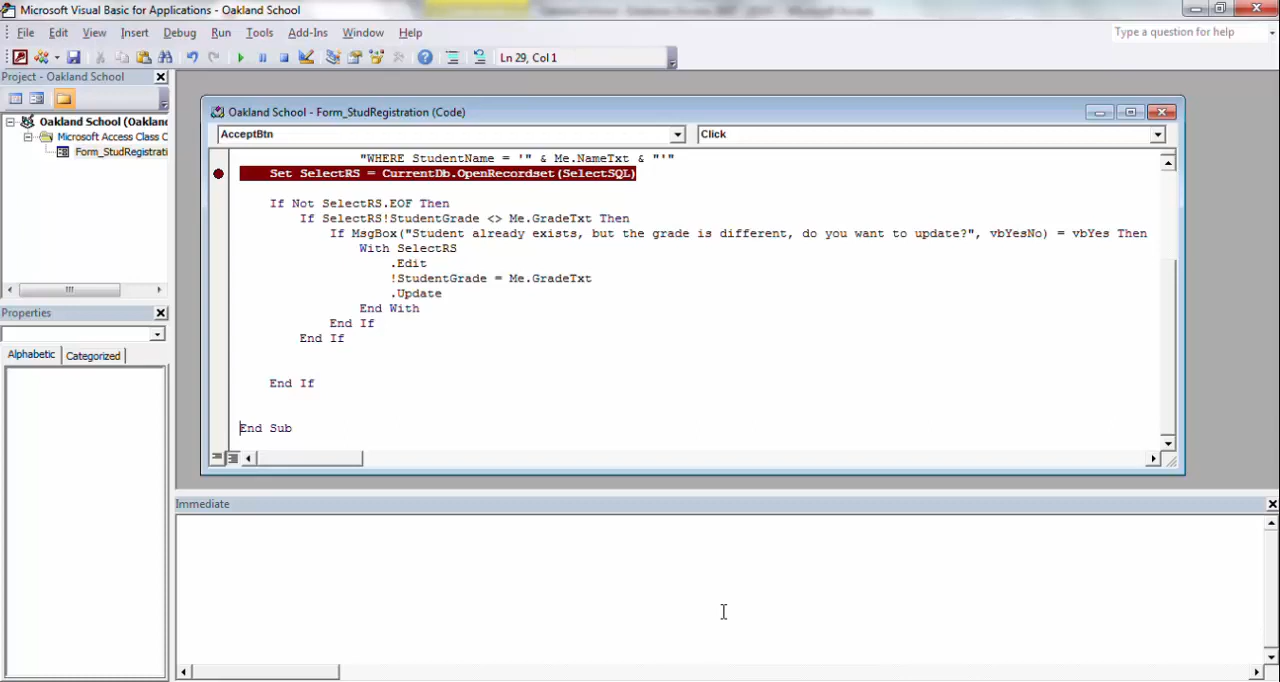 Microsoft Visual Basic for Applications - Oakland School
File Edit View Insert Debug Run Tools Add-Ins Window Help
Type a question for help
Ln 29, Col 1
Project - Oakland School
Oakland School (Oakland
Microsoft Access Class C
Form_StudRegistrati
Properties
Alphabetic Categorized
Oakland School - Form_StudRegistration (Code)
AcceptBtn Click
"WHERE StudentName = '" & Me.NameTxt & "'"
Set SelectRS = CurrentDb.OpenRecordset(SelectSQL)
If Not SelectRS.EOF Then
If SelectRS!StudentGrade <> Me.GradeTxt Then
If MsgBox("Student already exists, but the grade is different, do you want to update?", vbYesNo) = vbYes Then
With SelectRS
.Edit
!StudentGrade = Me.GradeTxt
.Update
End With
End If
End If
End If
End Sub
Immediate